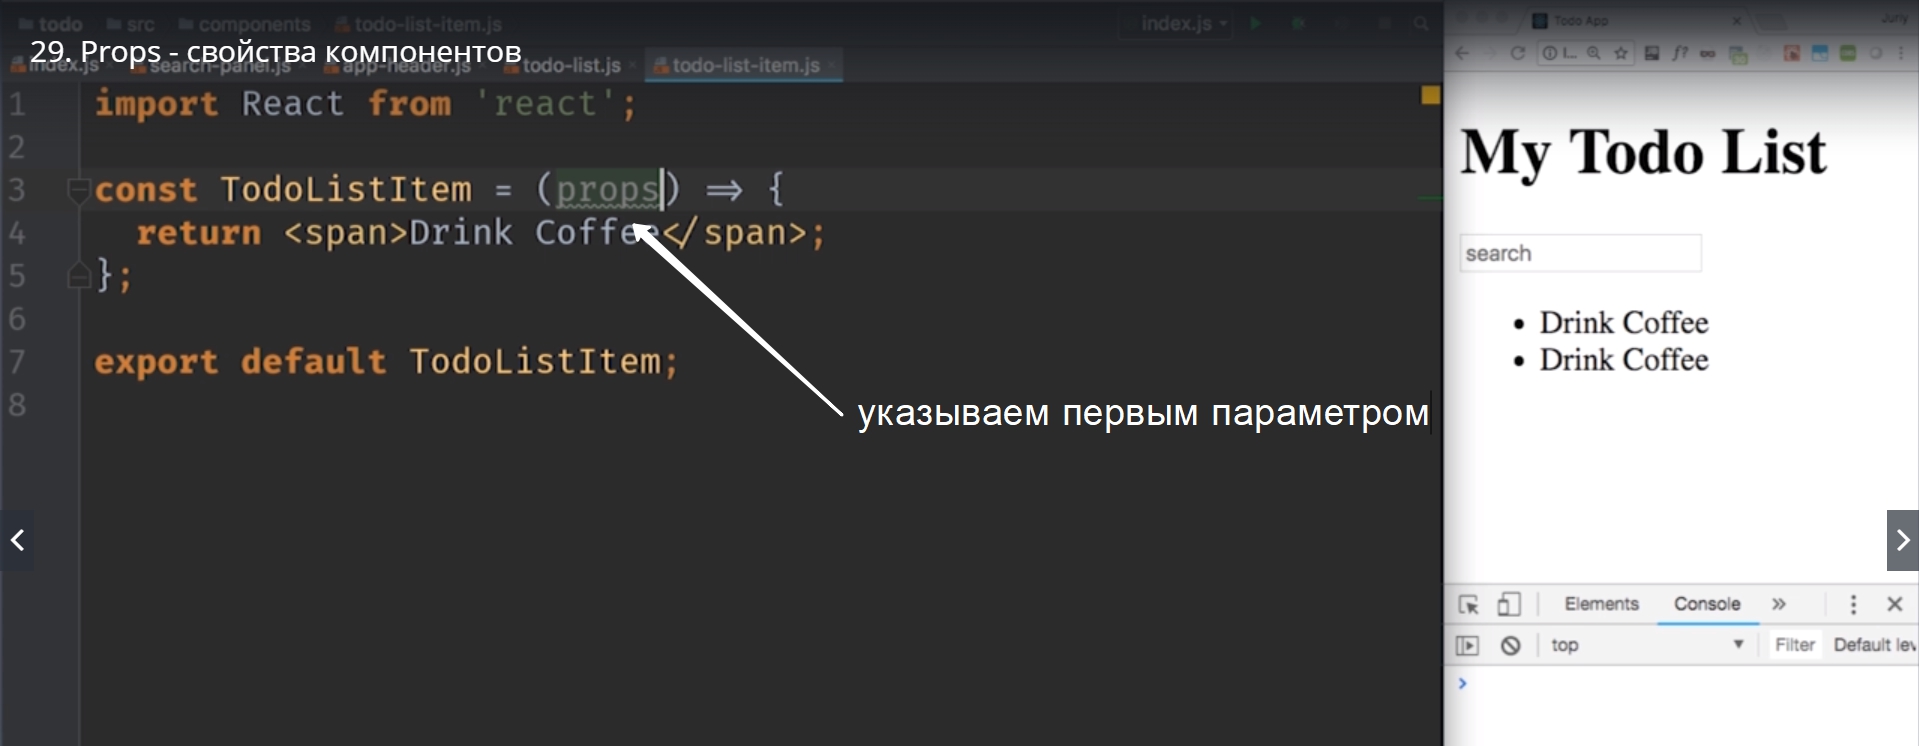 todo src components todo-list-item.js index.js
29. Props - свойства компонентов
index.js search-panel.js app-header.js todo-list.js todo-list-item.js
1 import React from 'react';
2
3 const TodoListItem = (props) => {
4 return <span>Drink Coffee</span>;
5 };
6
7 export default TodoListItem;
8
указываем первым параметром
Todo App
My Todo List
search
• Drink Coffee
• Drink Coffee
Elements Console »
top Filter Default lev